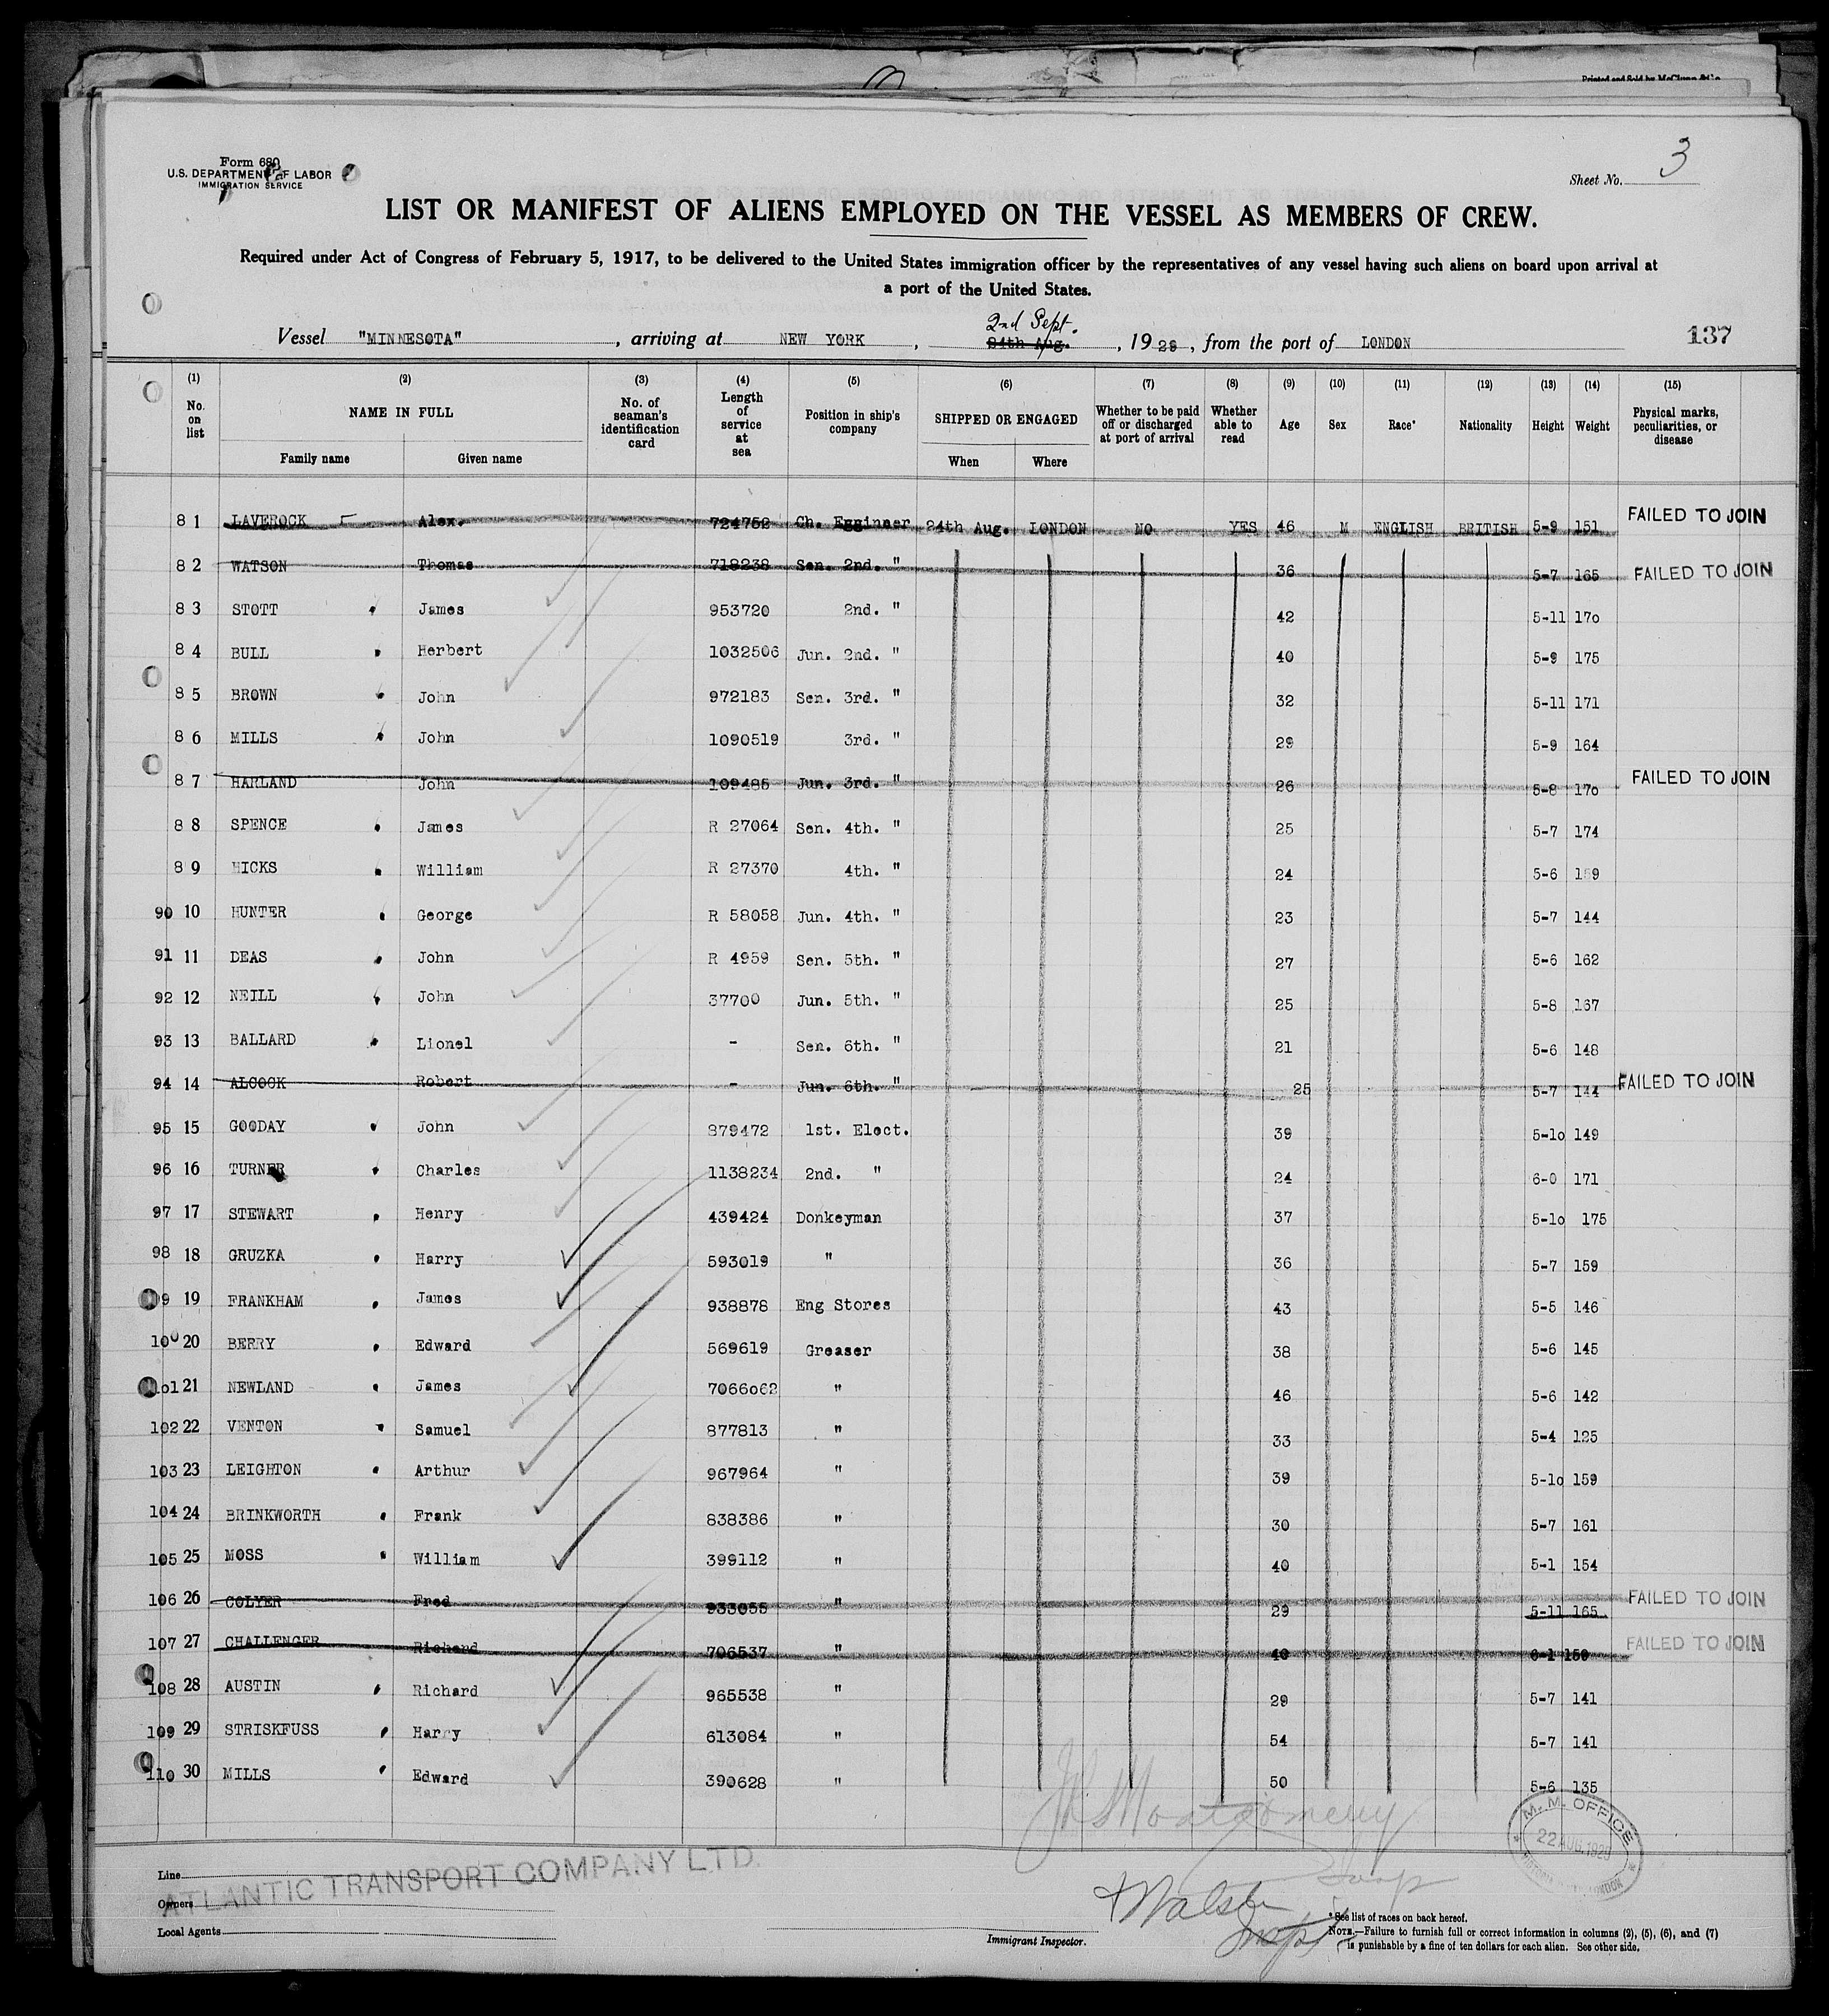 Printed and Sold by
Form 680
U.S. DEPARTMENT OF LABOR
IMMIGRATION SERVICE
Sheet No. 3
LIST OR MANIFEST OF ALIENS EMPLOYED ON THE VESSEL AS MEMBERS OF CREW.
Required under Act of Congress of February 5, 1917, to be delivered to the United States immigration officer by the representatives of any vessel having such aliens on board upon arrival at
a port of the United States.
2nd Sept.
Vessel "MINNESOTA", arriving at NEW YORK, 24th Aug., 1929, from the port of LONDON 137
(1) (2) (3) (4) (5) (6) (7) (8) (9) (10) (11) (12) (13) (14) (15)
No. on list NAME IN FULL No. of seaman's identification card Length of service at sea Position in ship's company SHIPPED OR ENGAGED Whether to be paid off or discharged at port of arrival Whether able to read Age Sex Race* Nationality Height Weight Physical marks, peculiarities, or disease
Family name Given name When Where
8 1 LAVEROCK Alex. 724752 Ch. Egginner 24th Aug. LONDON NO YES 46 M ENGLISH BRITISH 5-9 151 FAILED TO JOIN
8 2 WATSON Thomas 718238 Sen. 2nd. " 36 5-7 165 FAILED TO JOIN
8 3 STOTT James 953720 2nd. " 42 5-11 170
8 4 BULL Herbert 1032506 Jun. 2nd. " 40 5-9 175
8 5 BROWN John 972183 Sen. 3rd. " 32 5-11 171
8 6 MILLS John 1090519 3rd. " 29 5-9 164
8 7 HARLAND John 109485 Jun. 3rd. " 26 5-8 170 FAILED TO JOIN
8 8 SPENCE James R 27064 Sen. 4th. " 25 5-7 174
8 9 HICKS William R 27370 4th. " 24 5-6 159
90 10 HUNTER George R 58058 Jun. 4th. " 23 5-7 144
91 11 DEAS John R 4959 Sen. 5th. " 27 5-6 162
92 12 NEILL John 37700 Jun. 5th. " 25 5-8 167
93 13 BALLARD Lionel - Sen. 6th. " 21 5-6 148
94 14 ALCOCK Robert - Jun. 6th. " 25 5-7 144 FAILED TO JOIN
95 15 GOODAY John 879472 1st. Elect. 39 5-10 149
96 16 TURNER Charles 1138234 2nd. " 24 6-0 171
97 17 STEWART Henry 439424 Donkeyman 37 5-10 175
98 18 GRUZKA Harry 593019 " 36 5-7 159
99 19 FRANKHAM James 938878 Eng Stores 43 5-5 146
100 20 BERRY Edward 569619 Greaser 38 5-6 145
101 21 NEWLAND James 7066062 " 46 5-6 142
102 22 VENTON Samuel 877813 " 33 5-4 125
103 23 LEIGHTON Arthur 967964 " 39 5-10 159
104 24 BRINKWORTH Frank 838386 " 30 5-7 161
105 25 MOSS William 399112 " 40 5-1 154
106 26 COLYER Fred 933055 " 29 5-11 165 FAILED TO JOIN
107 27 CHALLENGER Richard 706537 " 40 6-1 150 FAILED TO JOIN
108 28 AUSTIN Richard 965538 " 29 5-7 141
109 29 STRISKFUSS Harry 613084 " 54 5-7 141
110 30 MILLS Edward 390628 " 50 5-6 135
Montgomery
M. M. OFFICE
22 AUG. 1929
LONDON
Line
ATLANTIC TRANSPORT COMPANY LTD.
Owners
Local Agents
Immigrant Inspector.
* See list of races on back hereof.
NOTE.—Failure to furnish full or correct information in columns (2), (5), (6), and (7)
is punishable by a fine of ten dollars for each alien. See other side.